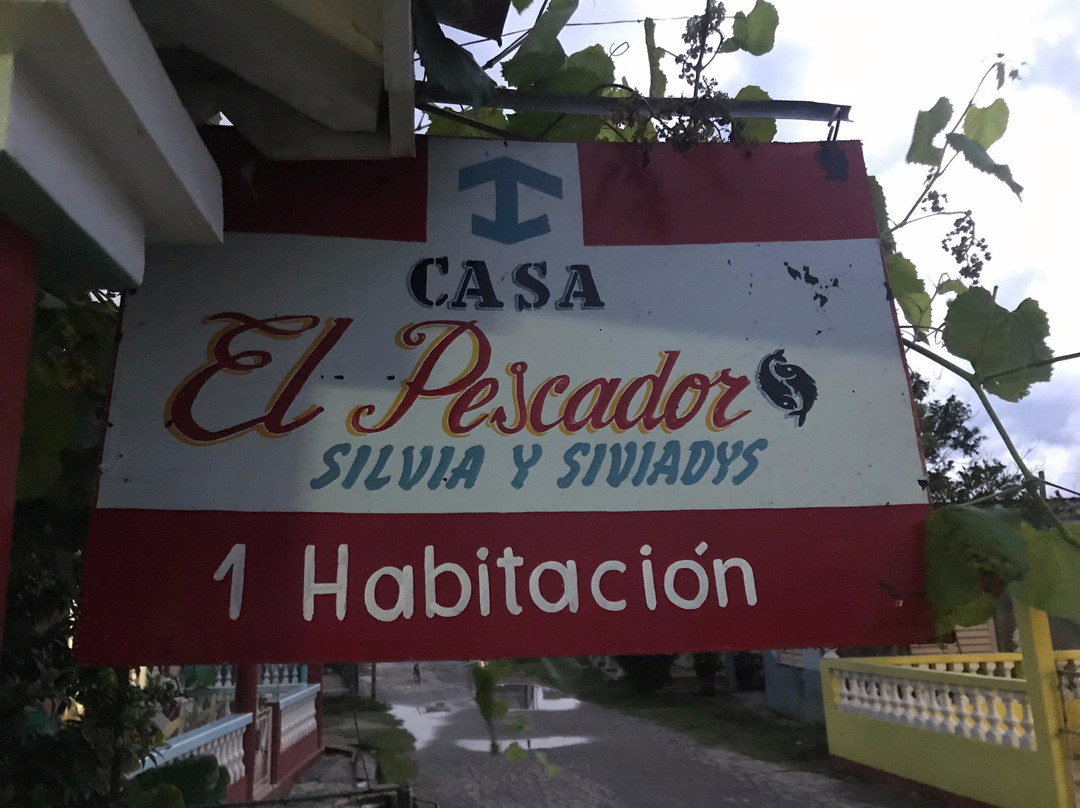 CASA
El Pescador
SILVIA Y SIVIADYS
1 Habitación